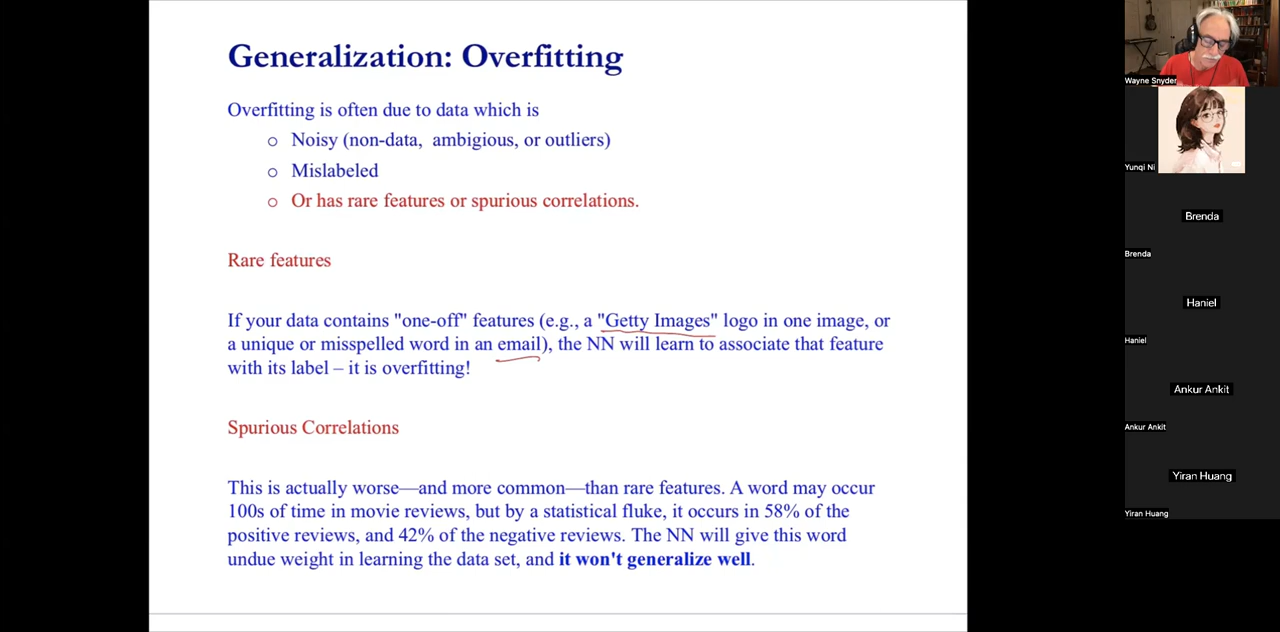 Generalization: Overfitting
Overfitting is often due to data which is
o Noisy (non-data, ambigious, or outliers)
o Mislabeled
o Or has rare features or spurious correlations.
Rare features
If your data contains "one-off" features (e.g., a "Getty Images" logo in one image, or
a unique or misspelled word in an email), the NN will learn to associate that feature
with its label – it is overfitting!
Spurious Correlations
This is actually worse—and more common—than rare features. A word may occur
100s of time in movie reviews, but by a statistical fluke, it occurs in 58% of the
positive reviews, and 42% of the negative reviews. The NN will give this word
undue weight in learning the data set, and it won't generalize well.
Wayne Snyder
Yunqi Ni
Brenda
Brenda
Haniel
Haniel
Ankur Ankit
Ankur Ankit
Yiran Huang
Yiran Huang